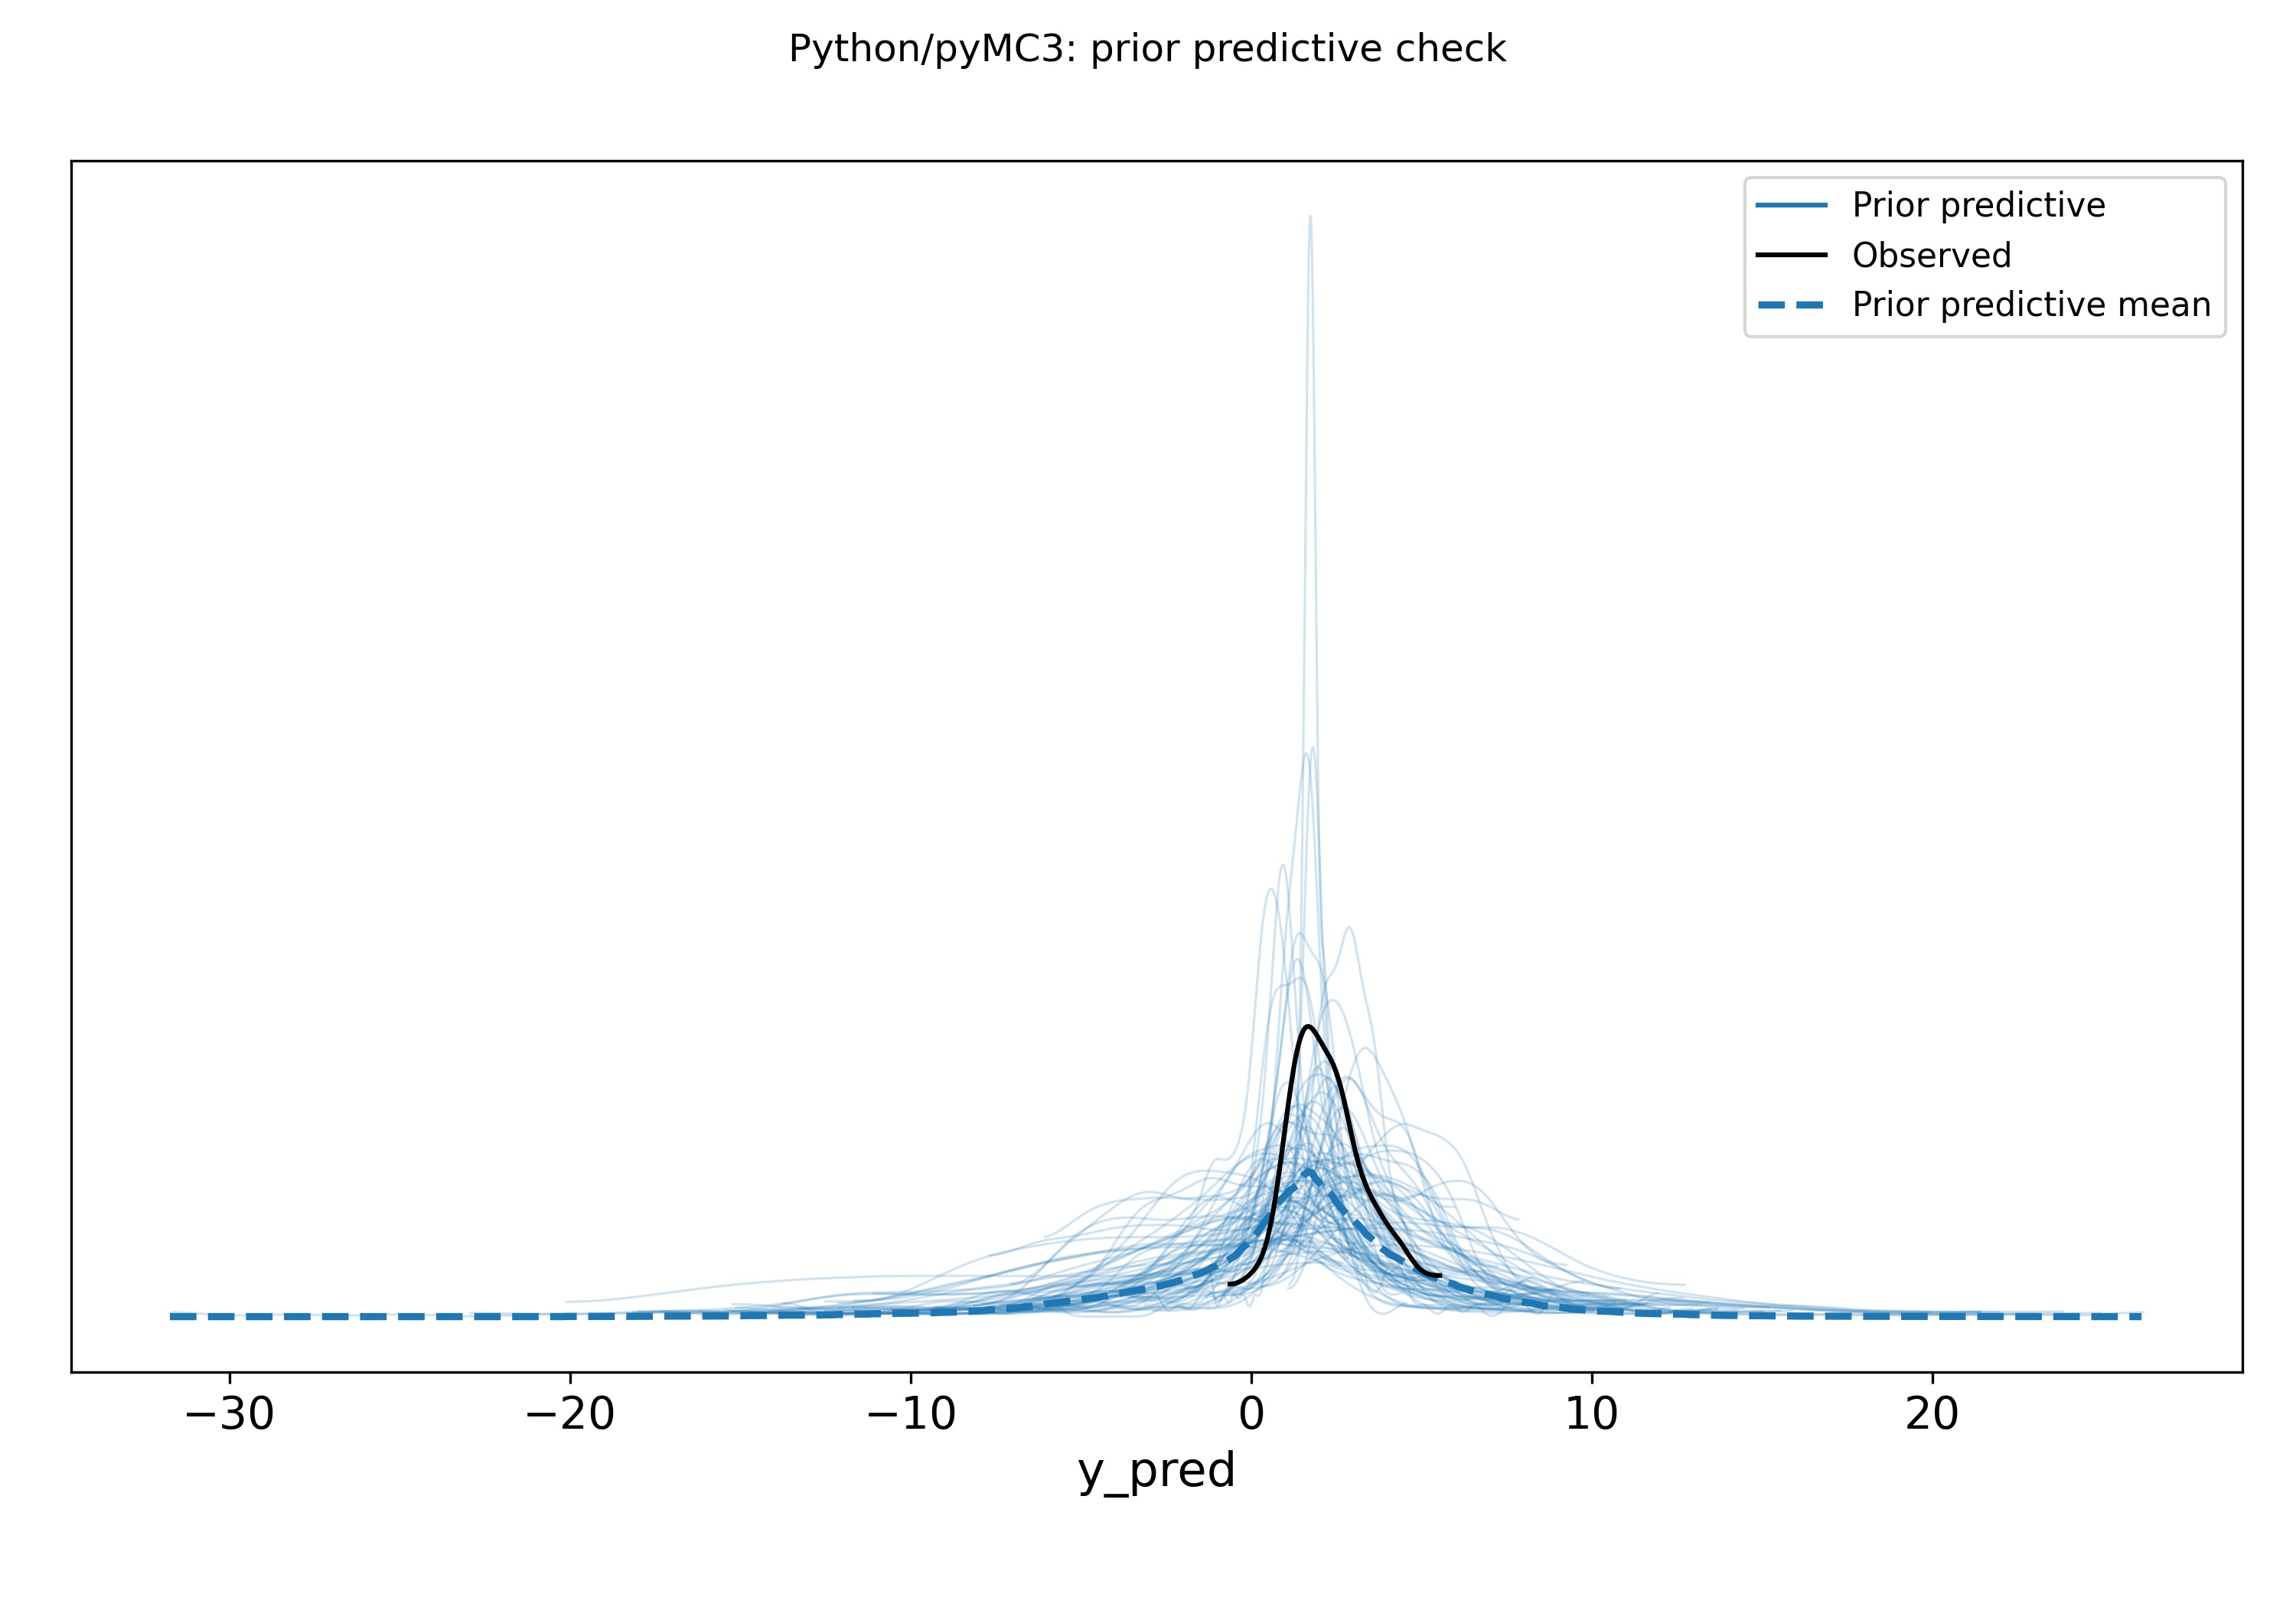 Python/pyMC3: prior predictive check
Prior predictive
Observed
Prior predictive mean
−30 −20 −10 0 10 20
y_pred